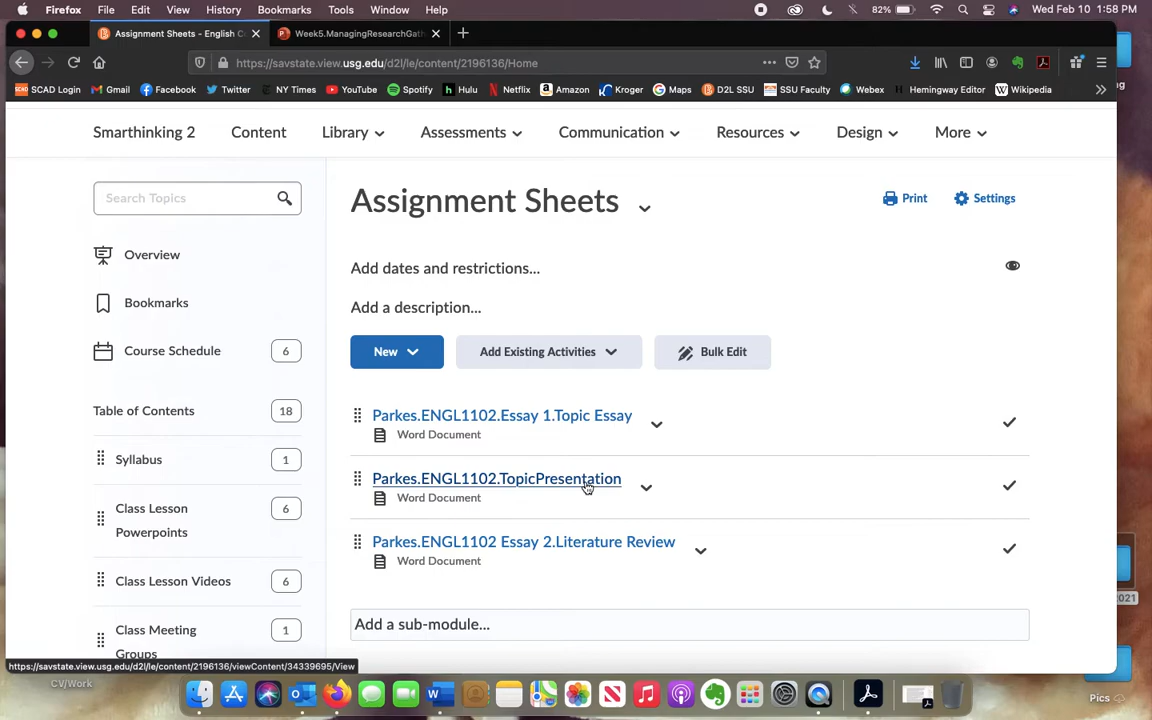 Firefox File Edit View History Bookmarks Tools Window Help 82% Wed Feb 10 1:58 PM
Assignment Sheets - English C Week5.ManagingResearchGath
https://savstate.view.usg.edu/d2l/le/content/2196136/Home
SCAD Login Gmail Facebook Twitter NY Times YouTube Spotify Hulu Netflix Amazon Kroger Maps D2L SSU SSU Faculty Webex Hemingway Editor Wikipedia
Smarthinking 2 Content Library Assessments Communication Resources Design More
Search Topics
Assignment Sheets
Print Settings
Overview
Add dates and restrictions...
Bookmarks
Add a description...
Course Schedule 6
New Add Existing Activities Bulk Edit
Table of Contents 18
Parkes.ENGL1102.Essay 1.Topic Essay
Word Document
Syllabus 1
Parkes.ENGL1102.TopicPresentation
Word Document
Class Lesson Powerpoints 6
Parkes.ENGL1102 Essay 2.Literature Review
Word Document
Class Lesson Videos 6
Add a sub-module...
Class Meeting Groups 1
https://savstate.view.usg.edu/d2l/le/content/2196136/viewContent/34339695/View
CV/Work
2021
Pics